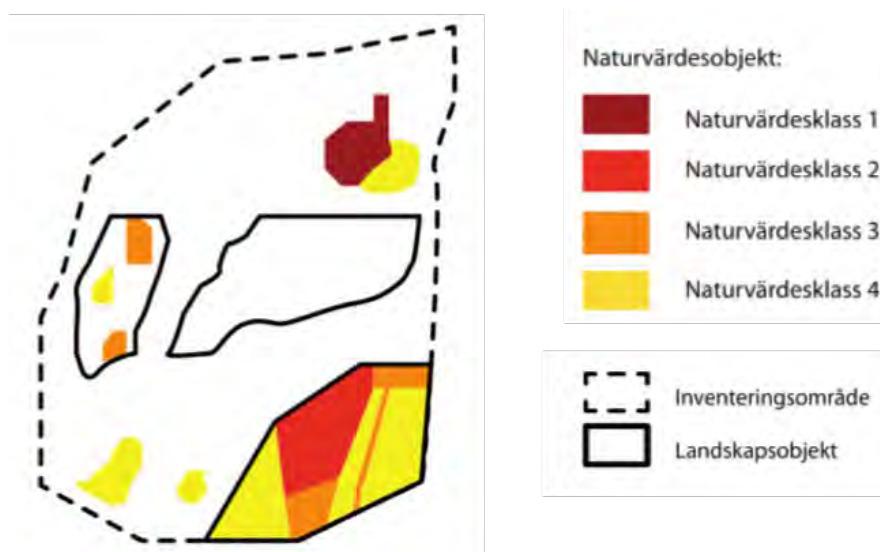 Naturvärdesobjekt:
Naturvärdesklass 1
Naturvärdesklass 2
Naturvärdesklass 3
Naturvärdesklass 4
Inventeringsområde
Landskapsobjekt